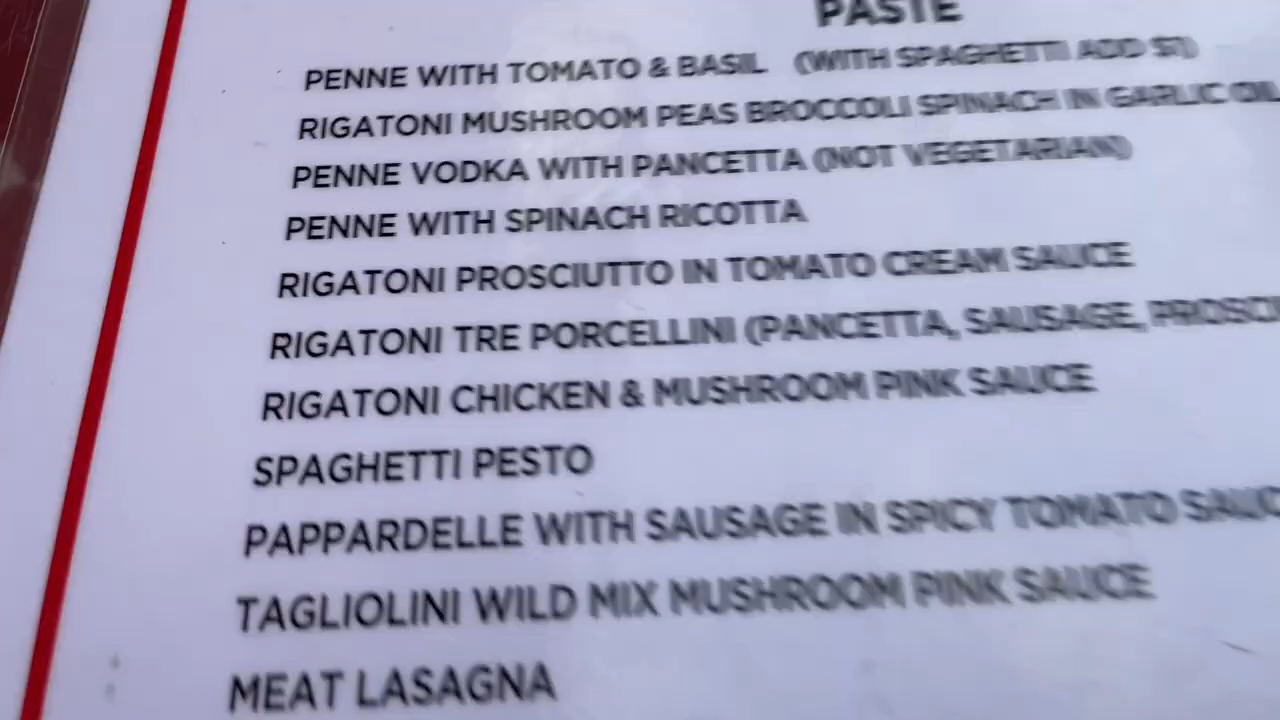 PASTE
PENNE WITH TOMATO & BASIL (WITH SPAGHETTI ADD $1)
RIGATONI MUSHROOM PEAS BROCCOLI SPINACH IN GARLIC OIL
PENNE VODKA WITH PANCETTA (NOT VEGETARIAN)
PENNE WITH SPINACH RICOTTA
RIGATONI PROSCIUTTO IN TOMATO CREAM SAUCE
RIGATONI TRE PORCELLINI (PANCETTA, SAUSAGE,
RIGATONI CHICKEN & MUSHROOM PINK SAUCE
SPAGHETTI PESTO
PAPPARDELLE WITH SAUSAGE IN SPICY TOMATO
TAGLIOLINI WILD MIX MUSHROOM PINK SAUCE
MEAT LASAGNA